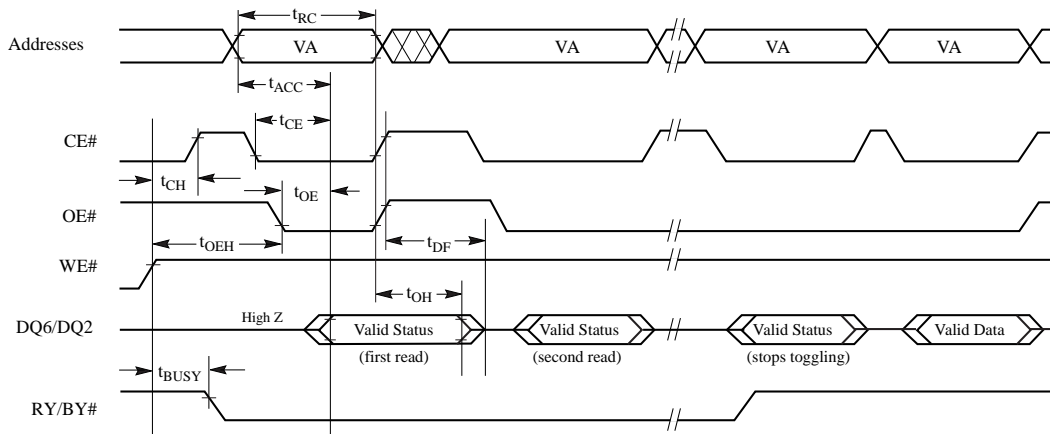 tRC
Addresses VA VA VA VA
tACC
tCE
CE#
tCH tOE
OE#
tOEH tDF
WE#
tOH
DQ6/DQ2 High Z Valid Status Valid Status Valid Status Valid Data
(first read) (second read) (stops toggling)
tBUSY
RY/BY#